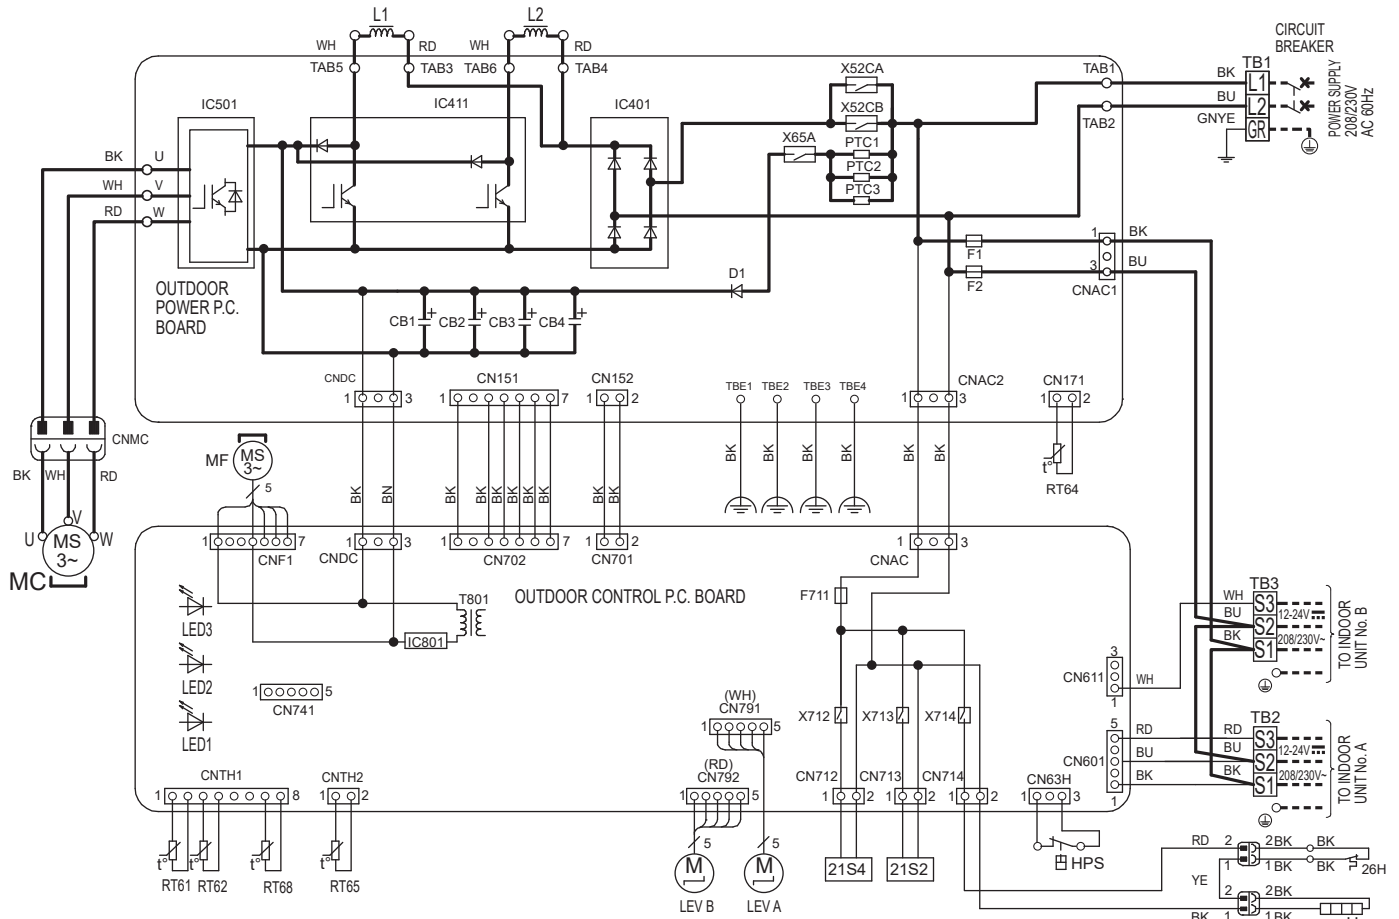 L1 L2
CIRCUIT
BREAKER
WH RD WH RD
TAB5 TAB3 TAB6 TAB4
X52CA
TAB1 BK TB1
L1
POWER SUPPLY
208/230V
AC 60Hz
IC501 IC411 IC401
X52CB
BU L2
TAB2 GNYE GR
X65A
PTC1
PTC2
PTC3
BK U
WH V
RD W
1 BK
F1
BU
3
F2
CNAC1
OUTDOOR
POWER P.C.
BOARD
D1
CB1 + CB2 + CB3 + CB4 +
CNDC
1 3
CN151
1 7
CN152
1 2
TBE1 TBE2 TBE3 TBE4
CNAC2
1 3
CN171
1 2
CNMC
BK WH RD
MF MS
3~
5
BK BN
BK BK BK BK BK BK
BK BK
BK BK BK BK
BK BK
t°
RT64
U V W
MS
3~
MC
1 7
CNF1
CNDC
1 3
1 7
CN702
1 2
CN701
CNAC
1 3
OUTDOOR CONTROL P.C. BOARD
T801
IC801
F711
LED3
LED2
LED1
1 5
CN741
TB3
WH S3
BU S2
BK S1
12-24V
208/230V~
TO INDOOR
UNIT No. B
3
CN611
1
WH
(WH)
CN791
1 5
X712 X713 X714
TB2
5
RD RD S3
CN601
BU BU S2
BK BK S1
1
12-24V
208/230V~
TO INDOOR
UNIT No. A
CNTH1
1 8
CNTH2
1 2
(RD)
CN792
1 5
CN712
1 2
CN713
1 2
CN714
1 2
CN63H
1 3
t° t° t° t°
RT61 RT62 RT68 RT65
5 5
M M
LEV B LEV A
21S4 21S2
HPS
RD 2 2 BK BK
1 1 BK BK 26H
YE
2 2 BK
BK 1 1 BK